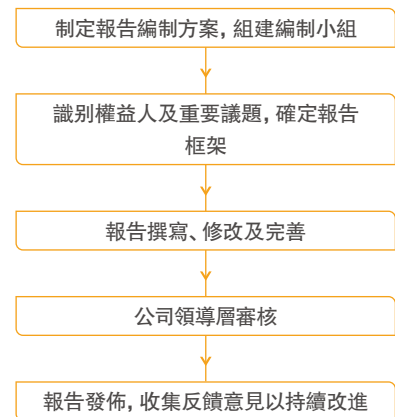 制定報告編制方案，組建編制小組
識別權益人及重要議題，確定報告
框架
報告撰寫、修改及完善
公司領導層審核
報告發佈，收集反饋意見以持續改進